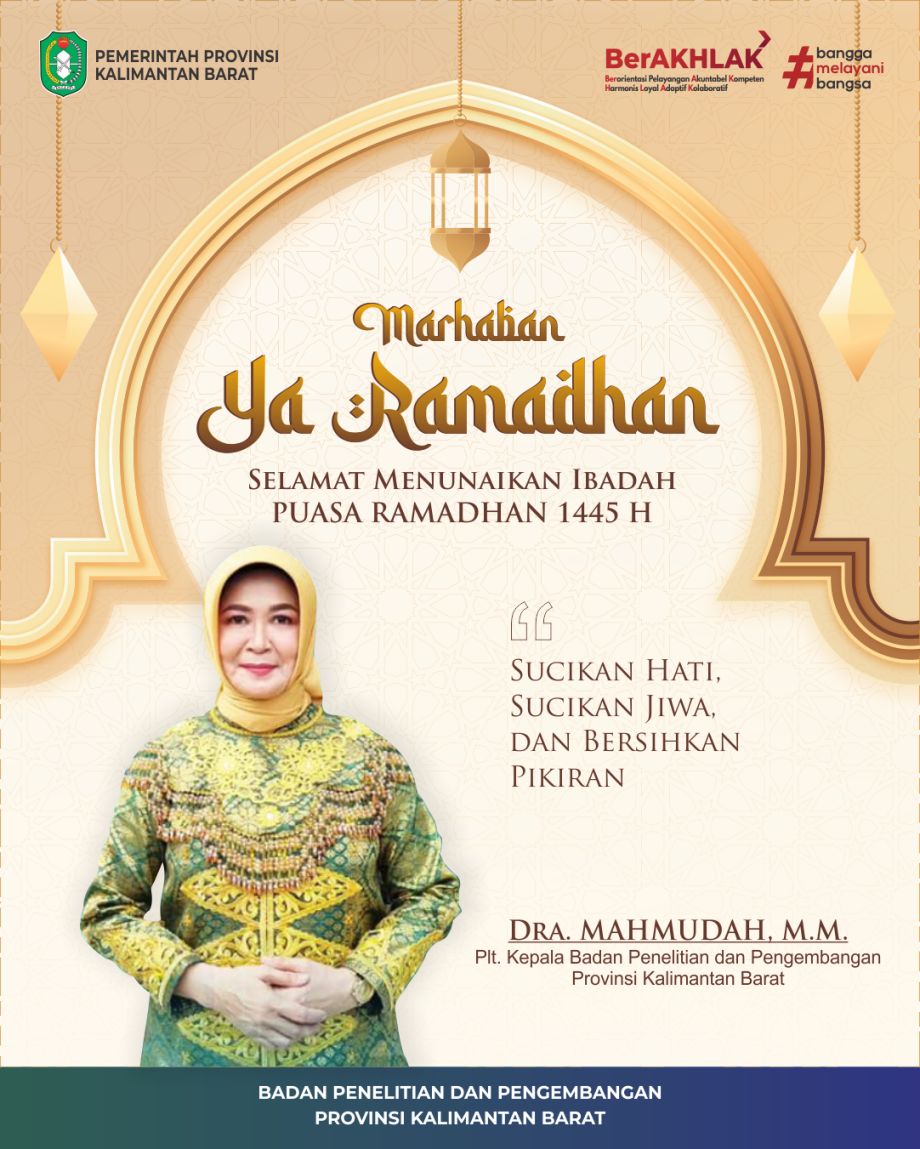 PEMERINTAH PROVINSI
KALIMANTAN BARAT
BerAKHLAK
Berorientasi Pelayangan Akuntabel Kompeten
Harmonis Loyal Adaptif Kolaboratif
#bangga
melayani
bangsa
Marhaban
Ya Ramadhan
SELAMAT MENUNAIKAN IBADAH
PUASA RAMADHAN 1445 H
“
SUCIKAN HATI,
SUCIKAN JIWA,
DAN BERSIHKAN
PIKIRAN
DRA. MAHMUDAH, M.M.
Plt. Kepala Badan Penelitian dan Pengembangan
Provinsi Kalimantan Barat
BADAN PENELITIAN DAN PENGEMBANGAN
PROVINSI KALIMANTAN BARAT